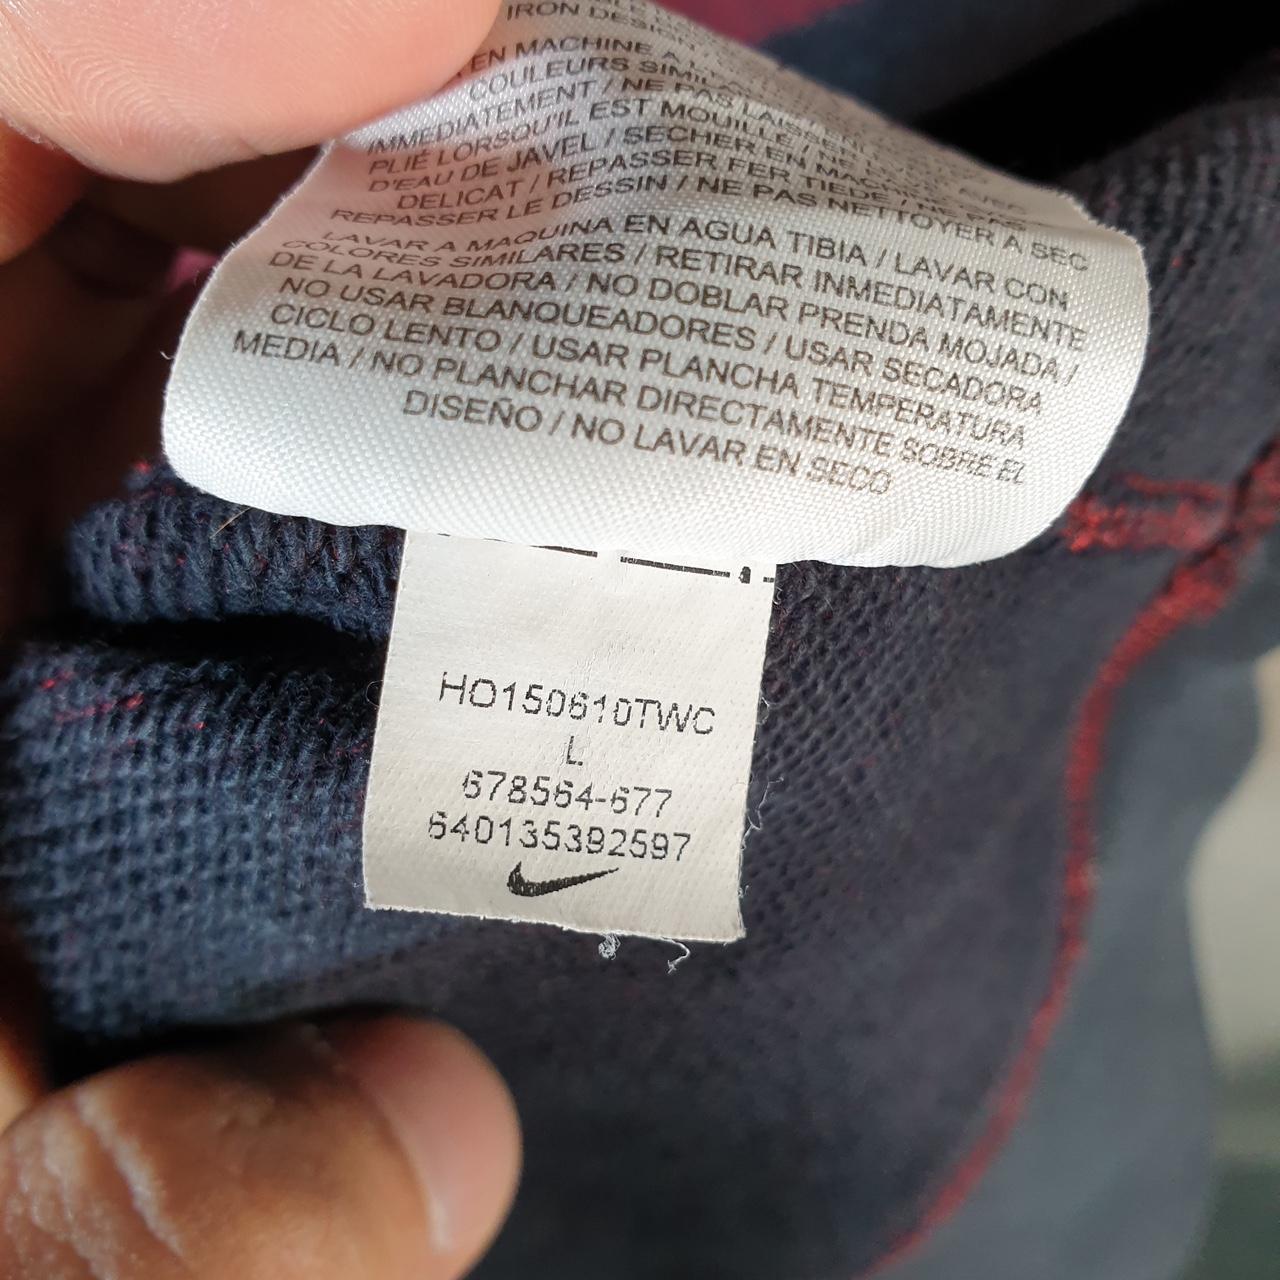 IRON DESIGN
EN MACHINE A
COULEURS
IMMEDIATEMENT / NE PAS LAISSER
PLIÉ LORSQU'IL EST MOUILLÉ / NE
D'EAU DE JAVEL / SECHER EN MACHINE
DELICAT / REPASSER FER TIEDE / NE PAS
REPASSER LE DESSIN / NE PAS NETTOYER A SEC
LAVAR A MAQUINA EN AGUA TIBIA / LAVAR CON
COLORES SIMILARES / RETIRAR INMEDIATAMENTE
DE LA LAVADORA / NO DOBLAR PRENDA MOJADA /
NO USAR BLANQUEADORES / USAR SECADORA
CICLO LENTO / USAR PLANCHA TEMPERATURA
MEDIA / NO PLANCHAR DIRECTAMENTE SOBRE EL
DISEÑO / NO LAVAR EN SECO
HO150610TWC
L
678564-677
640135392597